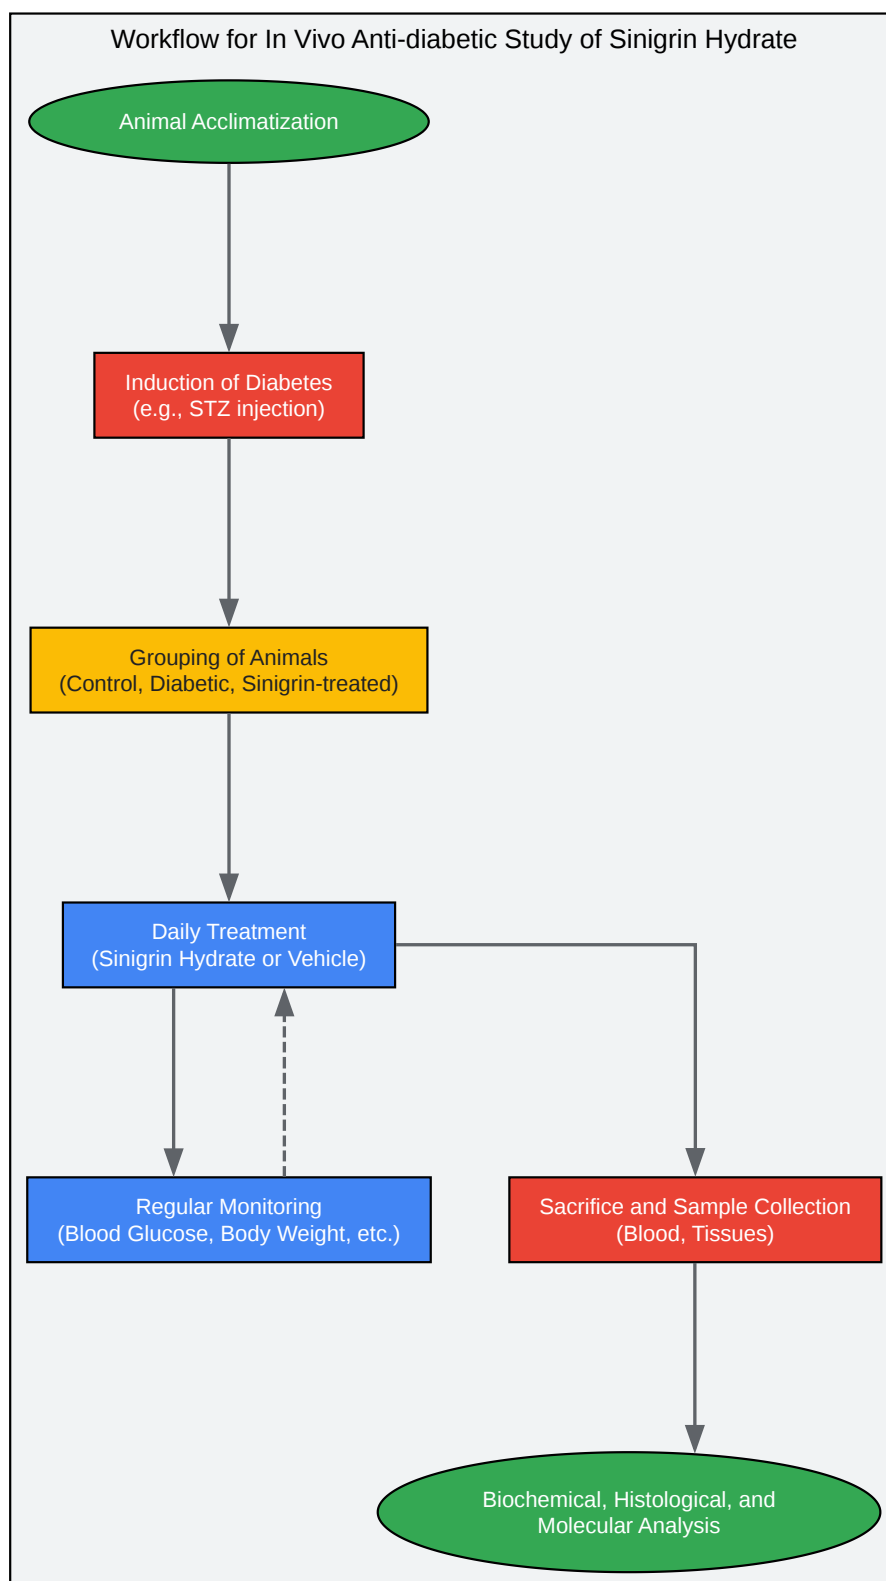 Workflow for In Vivo Anti-diabetic Study of Sinigrin Hydrate
Animal Acclimatization
Induction of Diabetes
(e.g., STZ injection)
Grouping of Animals
(Control, Diabetic, Sinigrin-treated)
Daily Treatment
(Sinigrin Hydrate or Vehicle)
Regular Monitoring
(Blood Glucose, Body Weight, etc.)
Sacrifice and Sample Collection
(Blood, Tissues)
Biochemical, Histological, and
Molecular Analysis